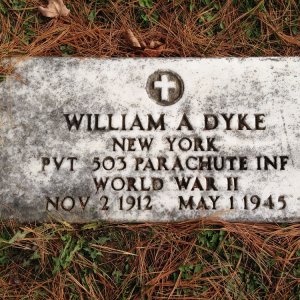 WILLIAM A DYKE
NEW YORK
PVT 503 PARACHUTE INF
WORLD WAR II
NOV 2 1912 MAY 1 1945